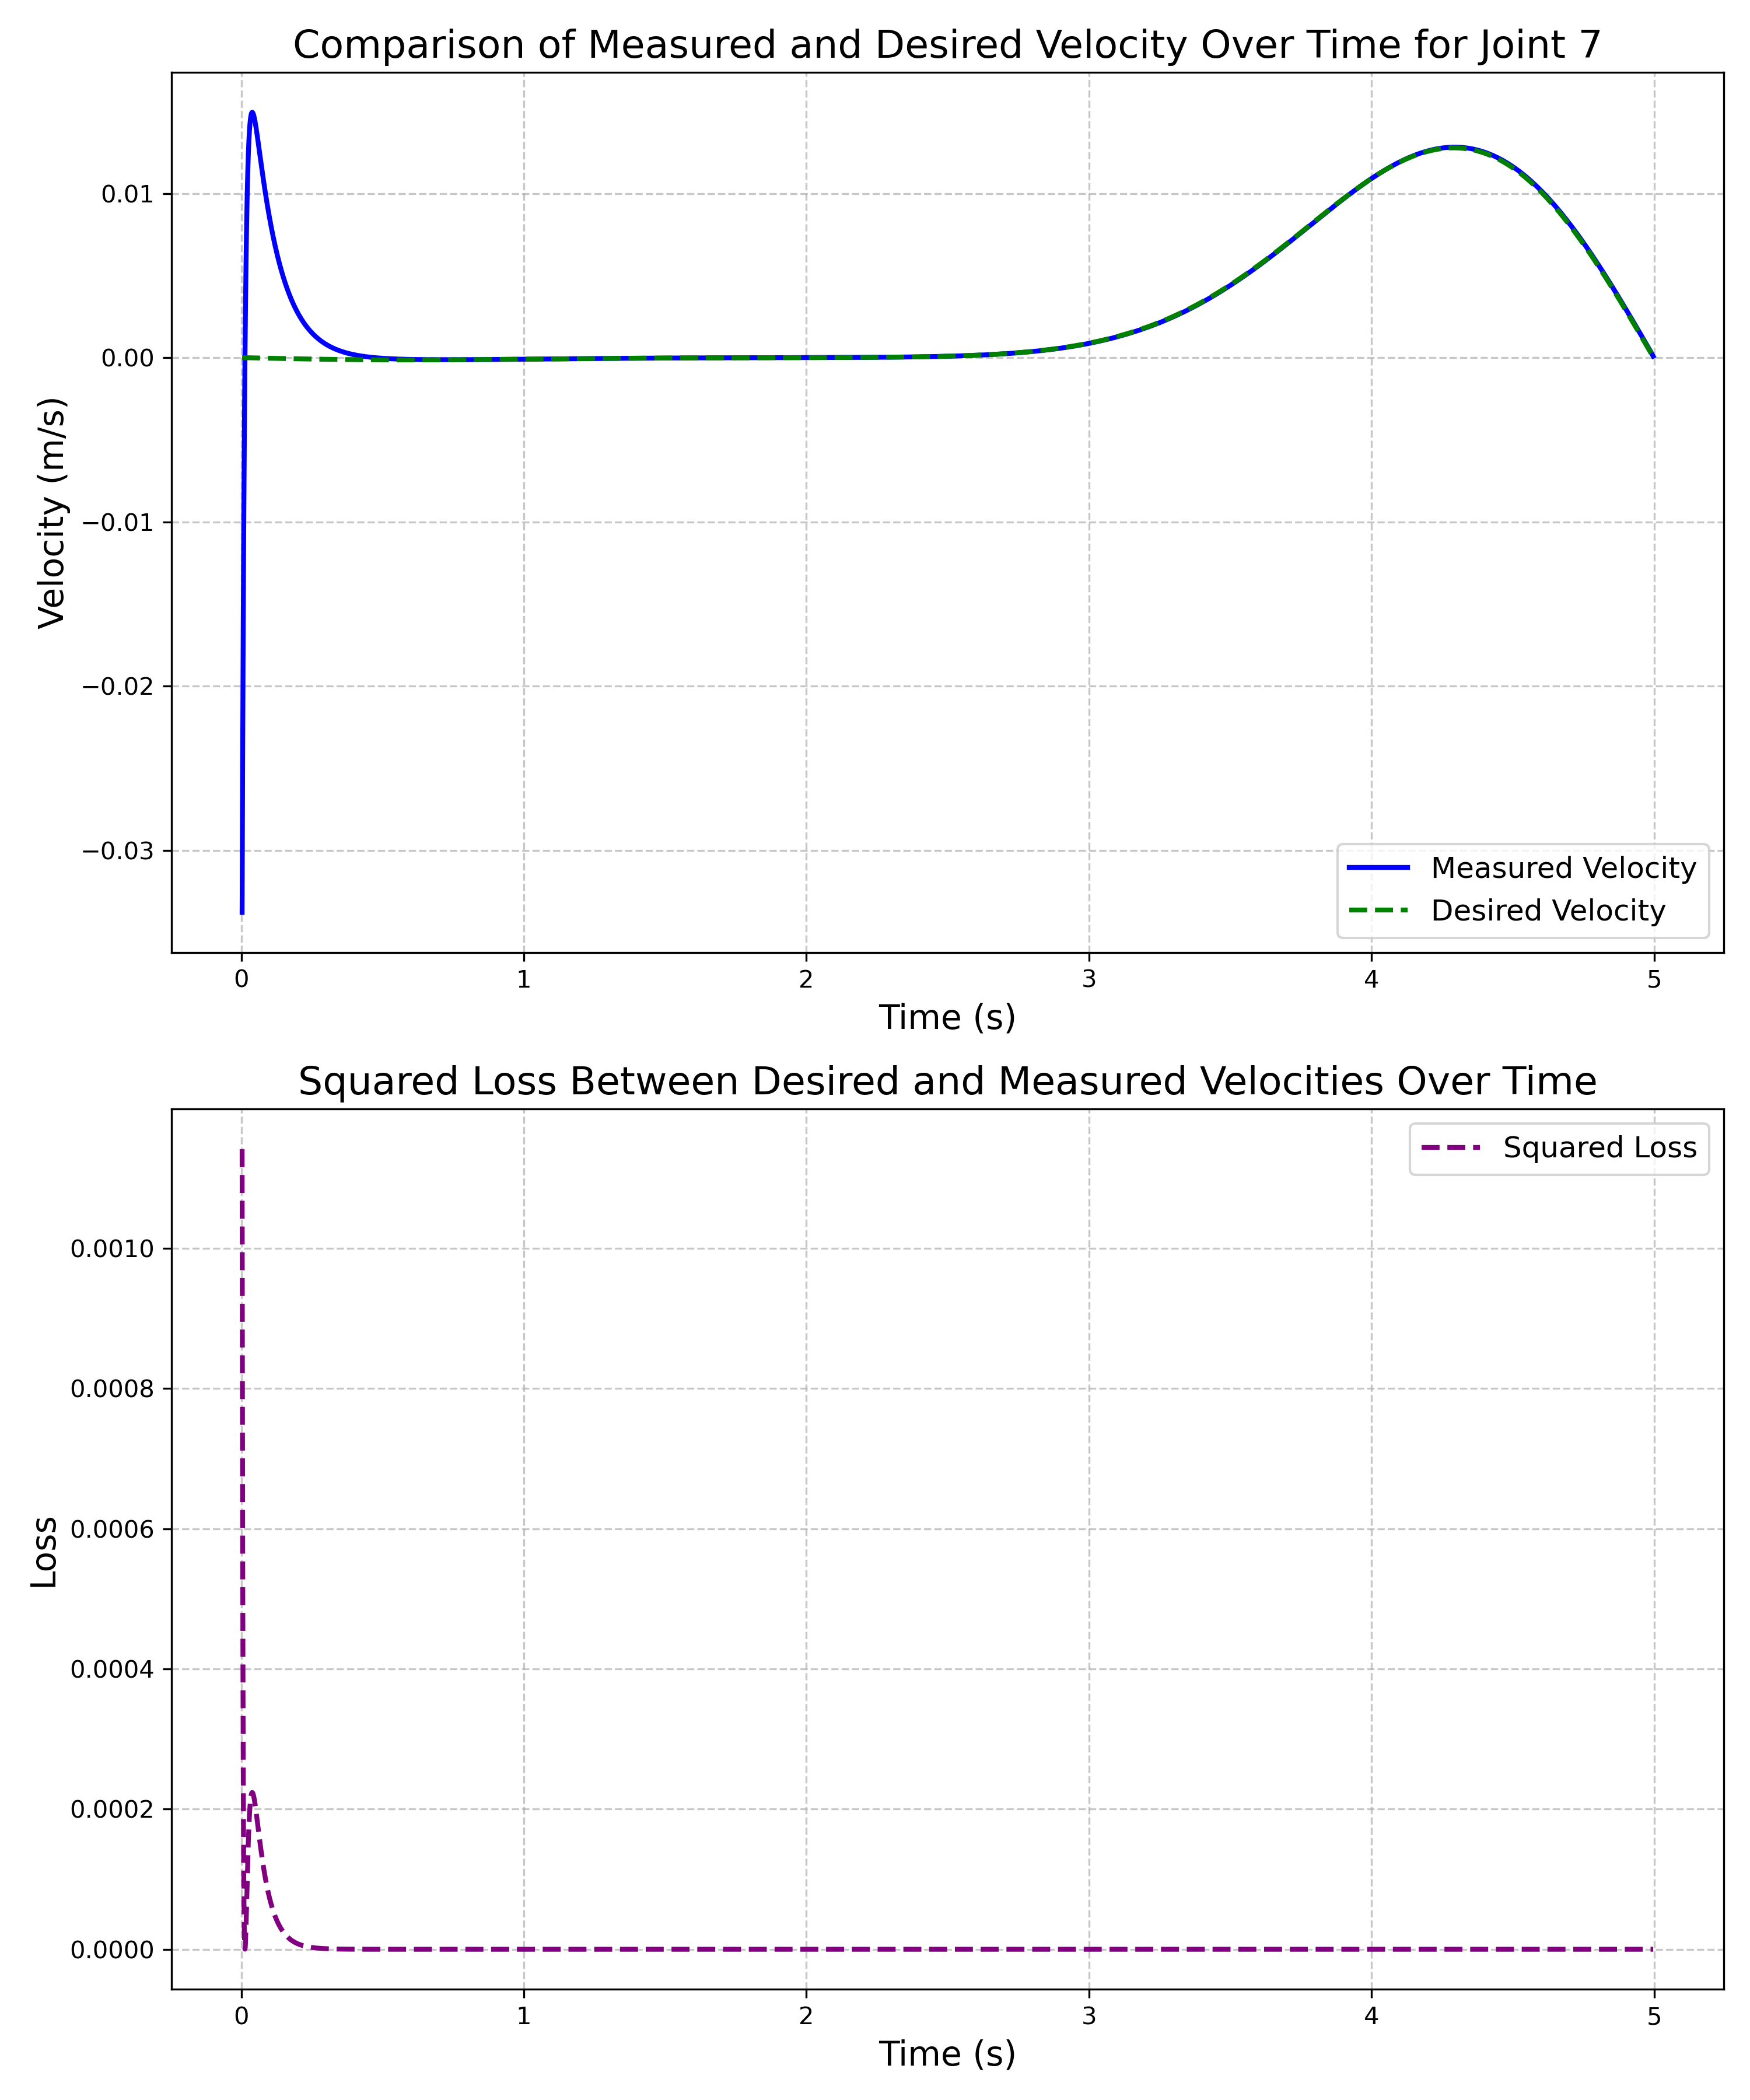 Comparison of Measured and Desired Velocity Over Time for Joint 7
Velocity (m/s)
0.01
0.00
−0.01
−0.02
−0.03
Measured Velocity
Desired Velocity
0 1 2 3 4 5
Time (s)
Squared Loss Between Desired and Measured Velocities Over Time
Squared Loss
Loss
0.0010
0.0008
0.0006
0.0004
0.0002
0.0000
0 1 2 3 4 5
Time (s)